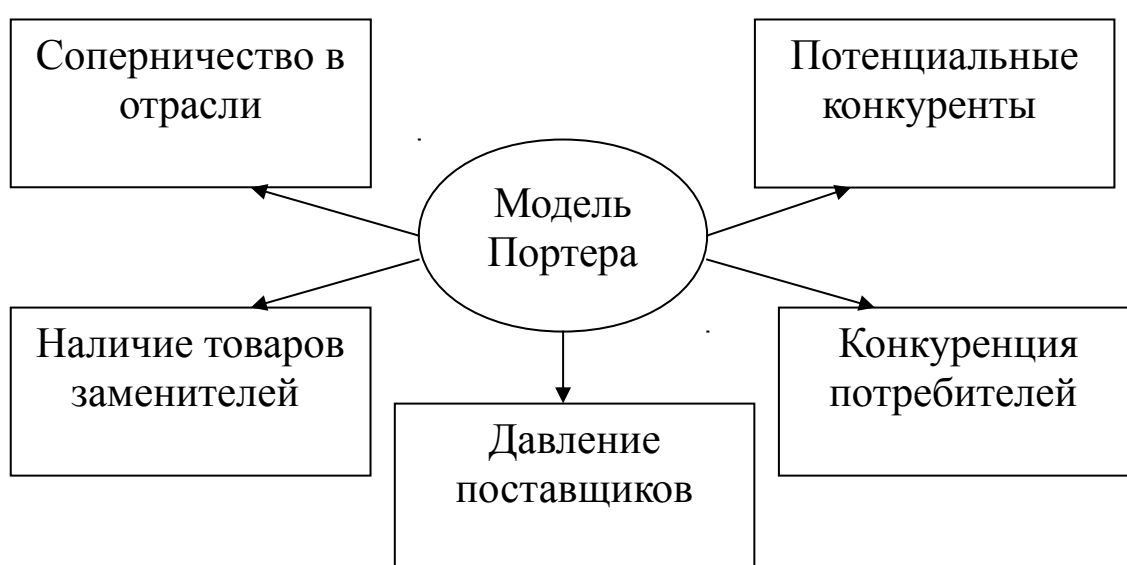 Соперничество в
отрасли
Потенциальные
конкуренты
Модель
Портера
Наличие товаров
заменителей
Конкуренция
потребителей
Давление
поставщиков